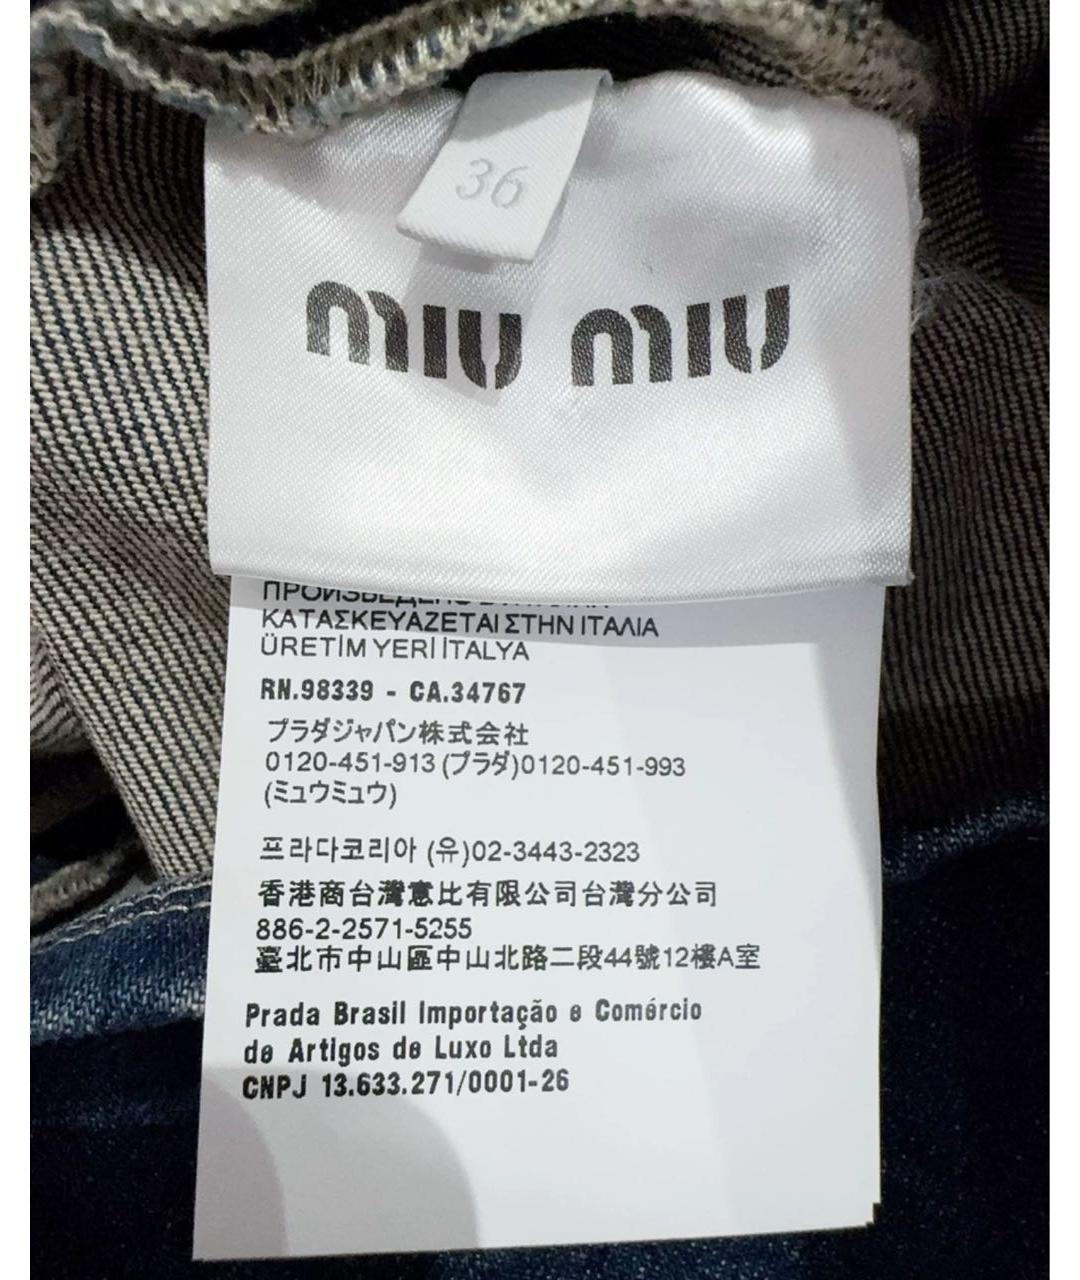 36
miu miu
ΚΑΤΑΣΚΕΥΑΖΕΤΑΙ ΣΤΗΝ ΙΤΑΛΙΑ
ÜRETİM YERİ İTALYA
RN.98339 - CA.34767
プラダジャパン株式会社
0120-451-913 (プラダ)0120-451-993
(ミュウミュウ)
프라다코리아 (유)02-3443-2323
香港商台灣意比有限公司台灣分公司
886-2-2571-5255
臺北市中山區中山北路二段44號12樓A室
Prada Brasil Importação e Comércio
de Artigos de Luxo Ltda
CNPJ 13.633.271/0001-26